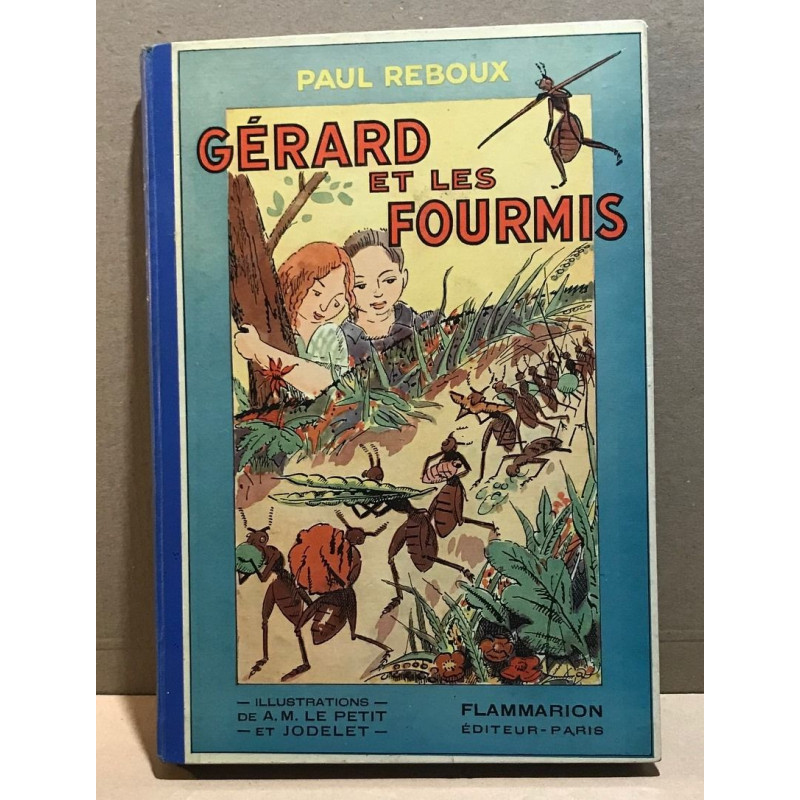 PAUL REBOUX
GÉRARD
ET LES
FOURMIS
— ILLUSTRATIONS —
DE A.M. LE PETIT
— ET JODELET —
FLAMMARION
ÉDITEUR-PARIS